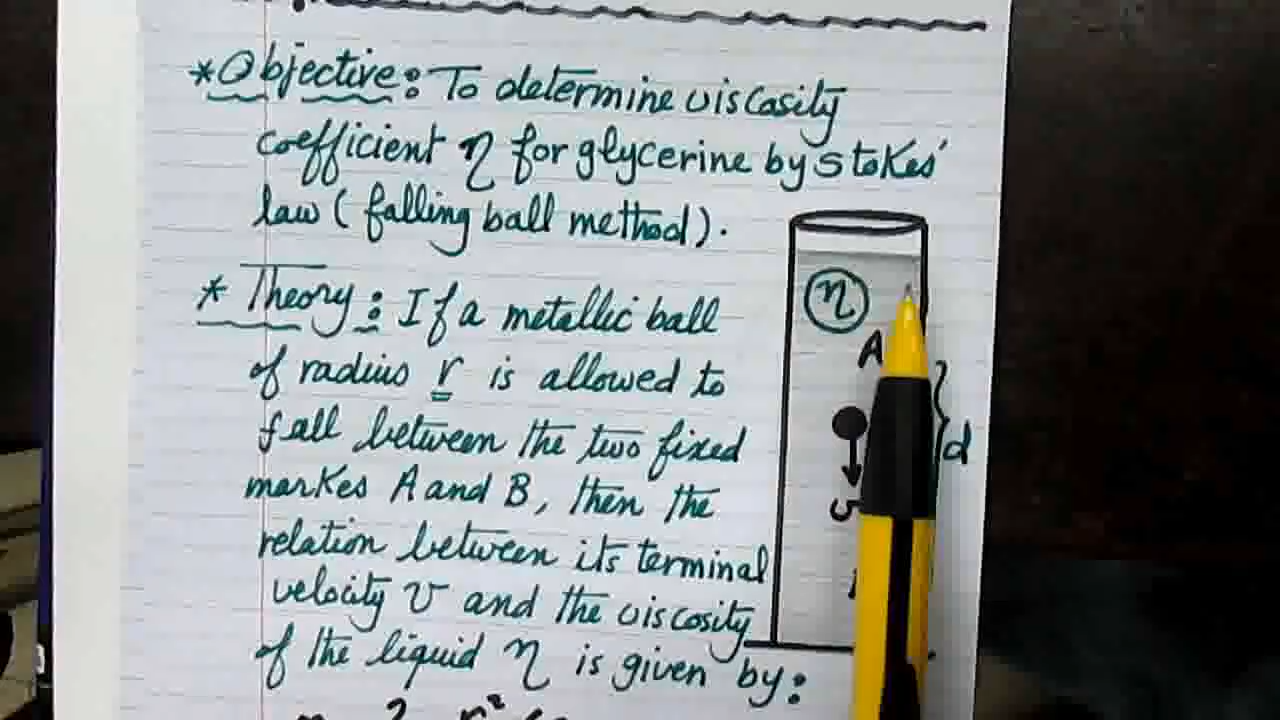 *Objective: To determine viscosity
coefficient η for glycerine by stokes'
law (falling ball method).
* Theory: If a metallic ball
of radius r is allowed to
fall between the two fixed
markes A and B, then the
relation between its terminal
velocity v and the viscosity
of the liquid η is given by:
η
A
d